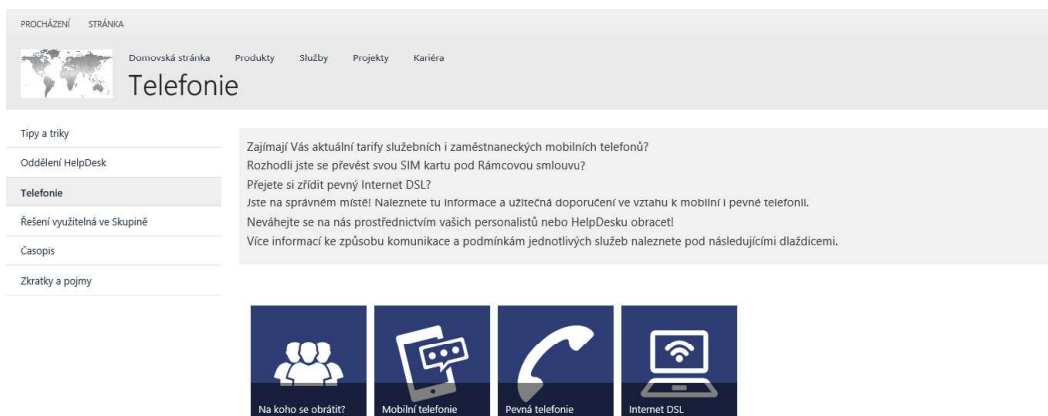 PROCHÁZENÍ STRÁNKA
Domovská stránka Produkty Služby Projekty Kariéra
Telefonie
Tipy a triky
Oddělení HelpDesk
Telefonie
Řešení využitelná ve Skupině
Časopis
Zkratky a pojmy
Zajímají Vás aktuální tarify služebních i zaměstnaneckých mobilních telefonů?
Rozhodli jste se převést svou SIM kartu pod Rámcovou smlouvu?
Přejete si zřídit pevný Internet DSL?
Jste na správném místě! Naleznete tu informace a užitečná doporučení ve vztahu k mobilní i pevné telefonii.
Neváhejte se na nás prostřednictvím vašich personalistů nebo HelpDesku obracet!
Více informací ke způsobu komunikace a podmínkám jednotlivých služeb naleznete pod následujícími dlaždicemi.
Na koho se obrátit? Mobilní telefonie Pevná telefonie Internet DSL